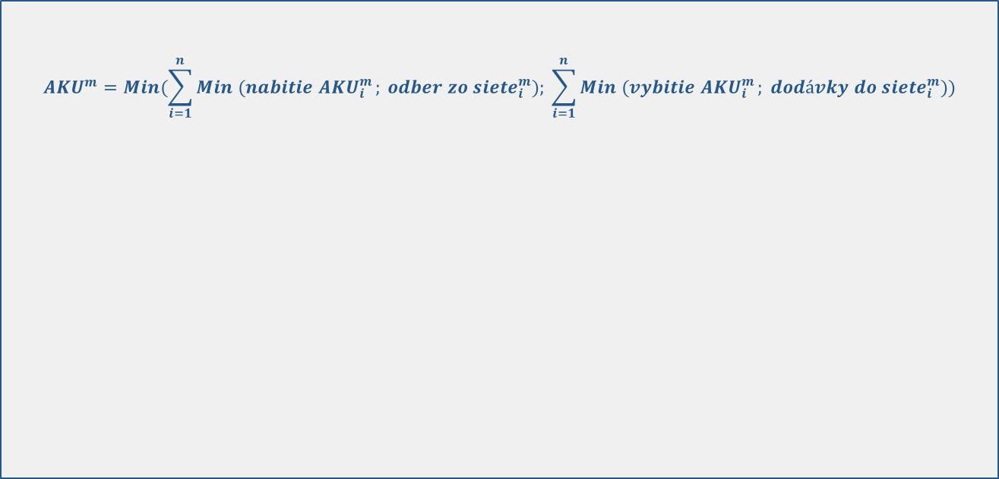 AKU^m = Min(∑_{i=1}^{n} Min (nabitie AKU_i^m ; odber zo siete_i^m); ∑_{i=1}^{n} Min (vybitie AKU_i^m ; dodávky do siete_i^m))